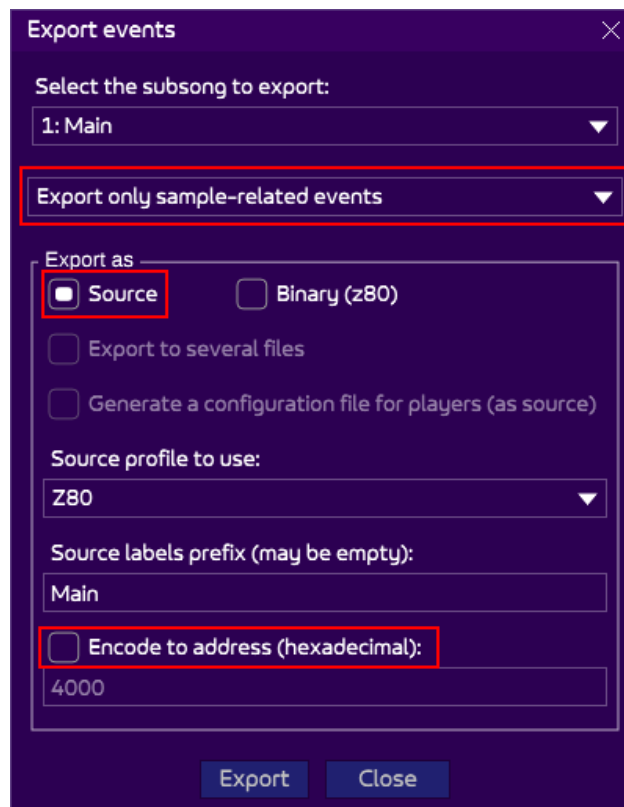 Export events
Select the subsong to export:
1: Main
Export only sample-related events
Export as
Source Binary (z80)
Export to several files
Generate a configuration file for players (as source)
Source profile to use:
Z80
Source labels prefix (may be empty):
Main
Encode to address (hexadecimal):
4000
Export Close